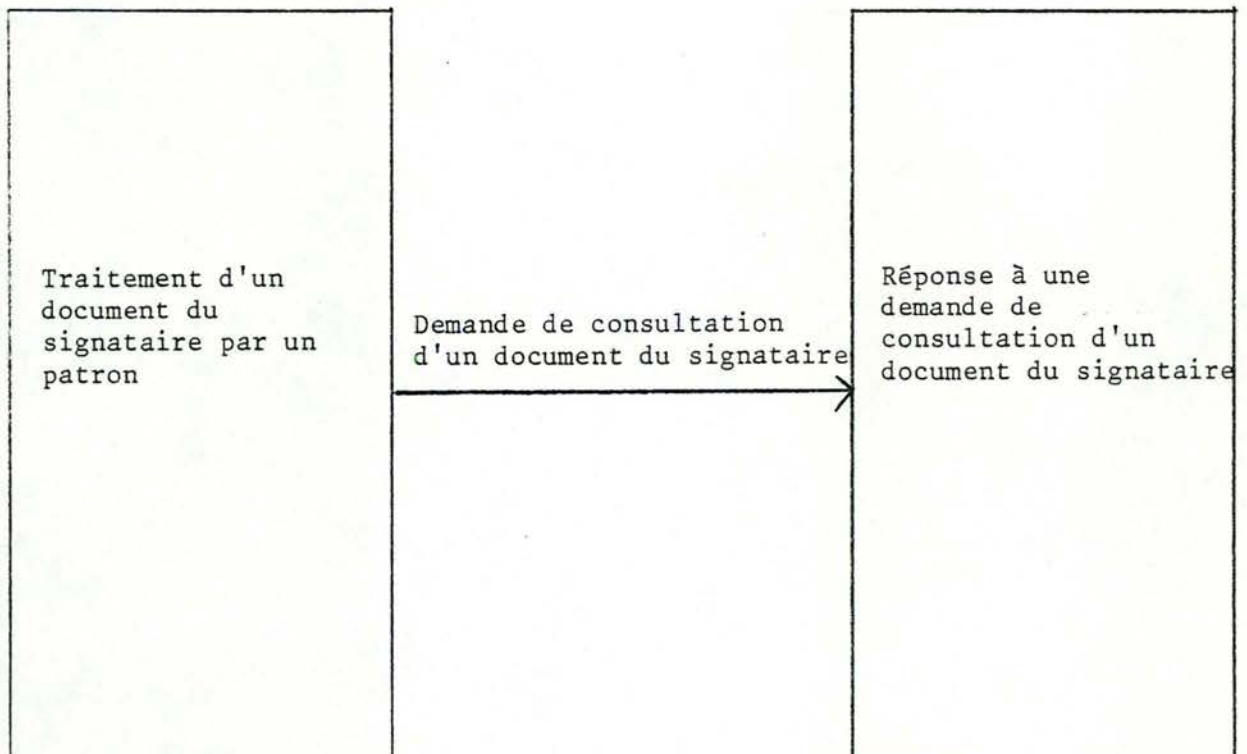 Traitement d'un
document du
signataire par un
patron
Demande de consultation
d'un document du signataire
Réponse à une
demande de
consultation d'un
document du signataire